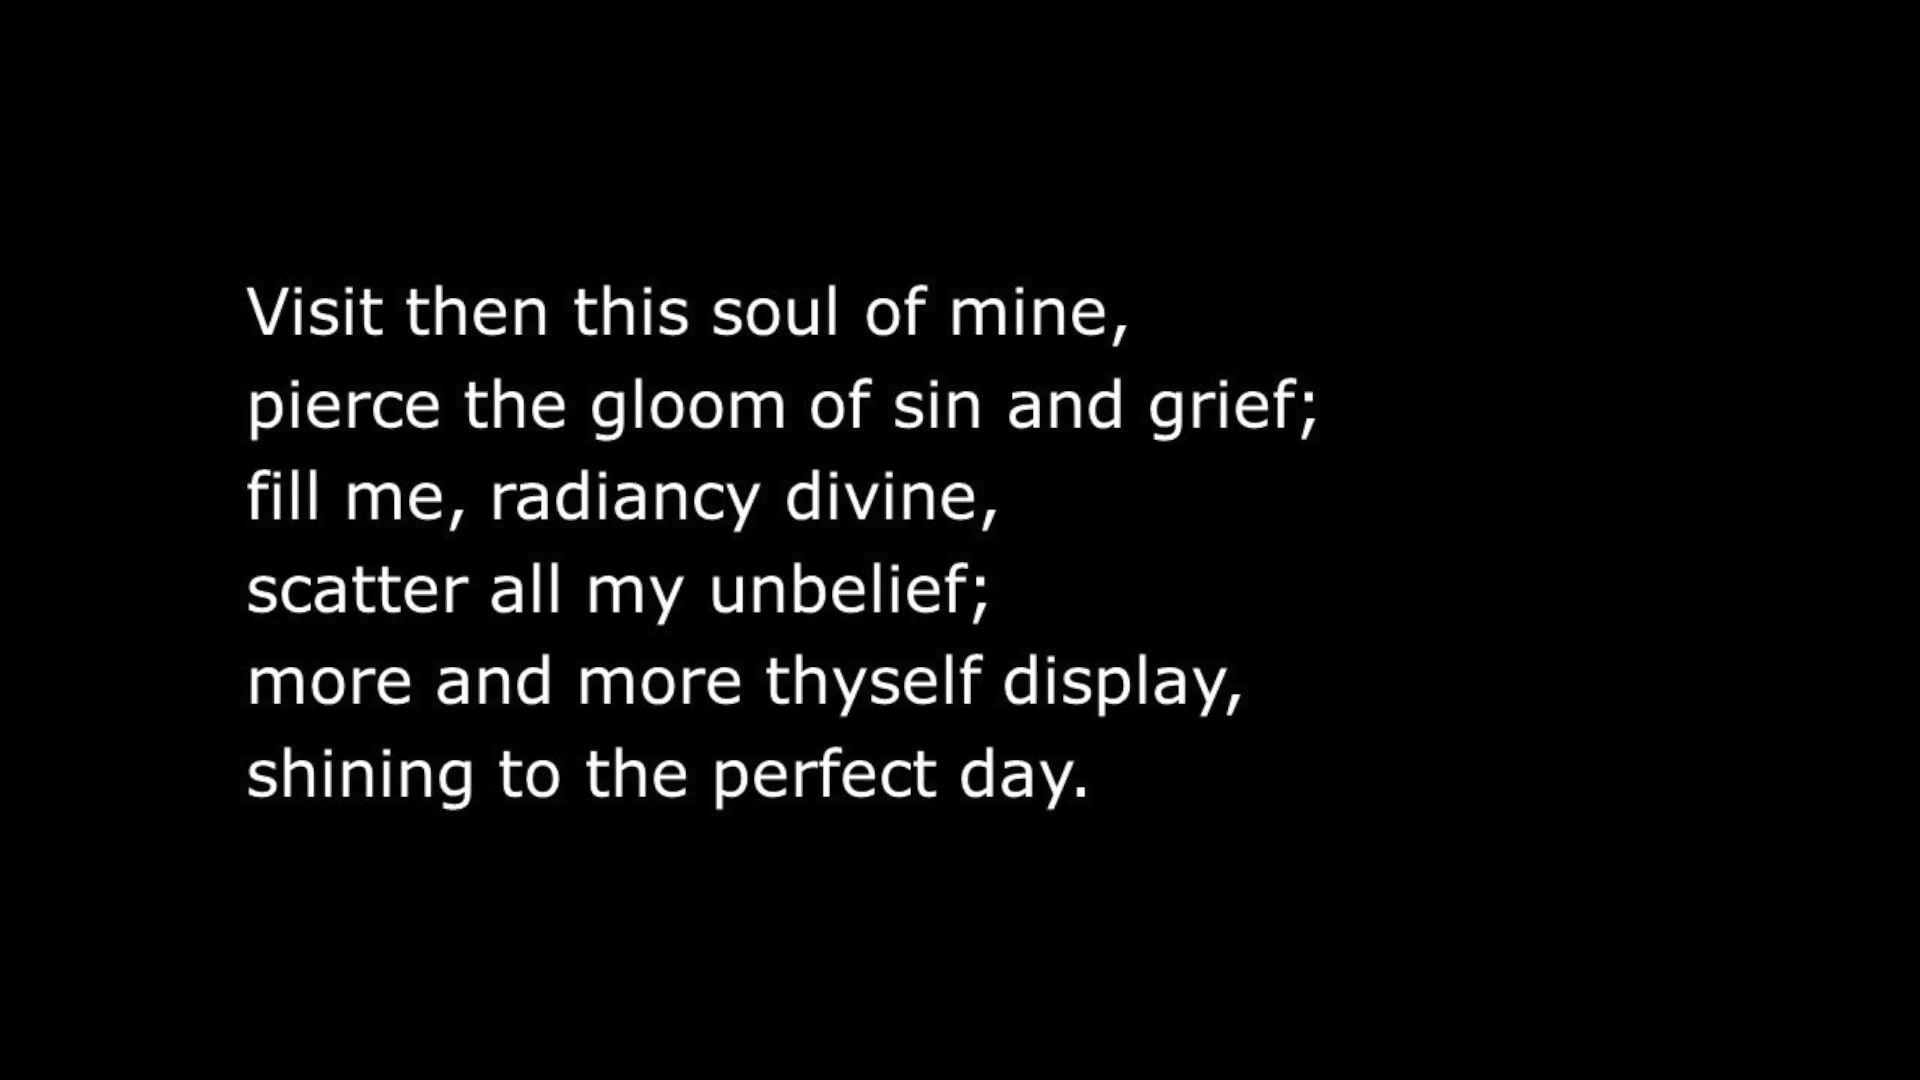 Visit then this soul of mine,
pierce the gloom of sin and grief;
fill me, radiancy divine,
scatter all my unbelief;
more and more thyself display,
shining to the perfect day.